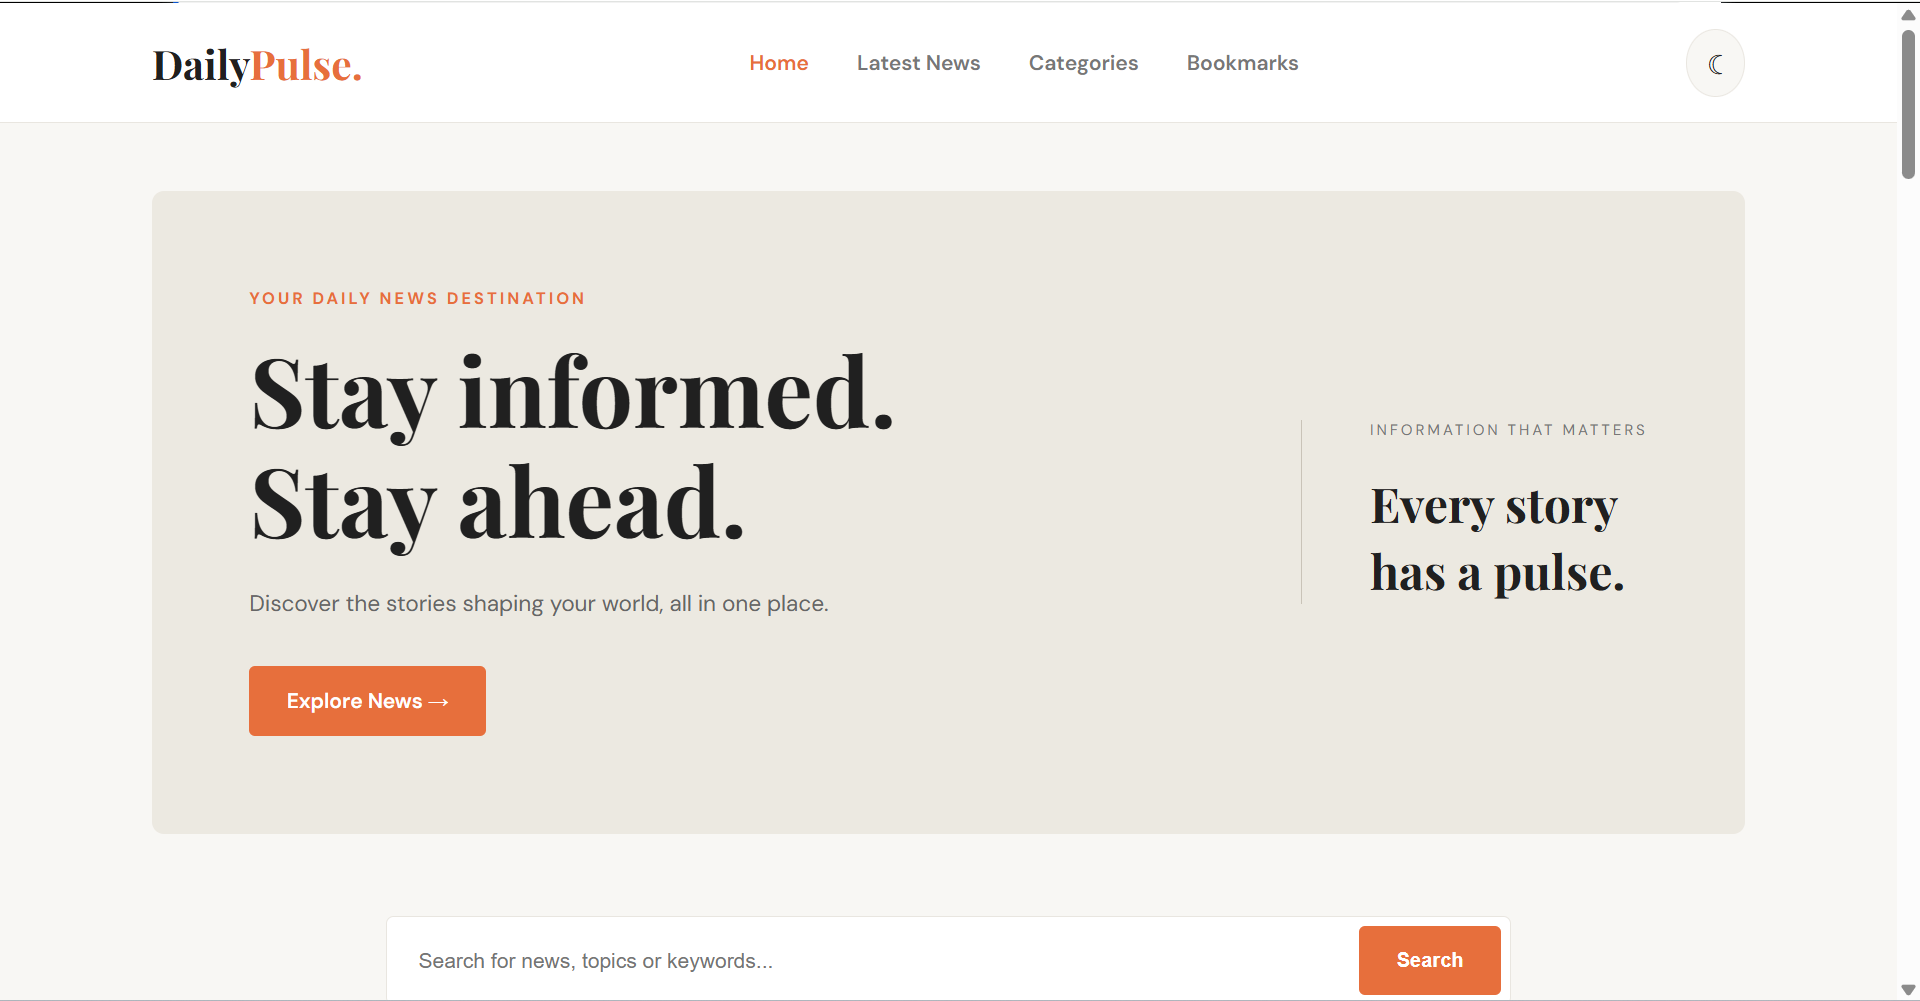 DailyPulse.
Home
Latest News
Categories
Bookmarks
YOUR DAILY NEWS DESTINATION
Stay informed.
Stay ahead.
Discover the stories shaping your world, all in one place.
Explore News →
INFORMATION THAT MATTERS
Every story
has a pulse.
Search for news, topics or keywords...
Search